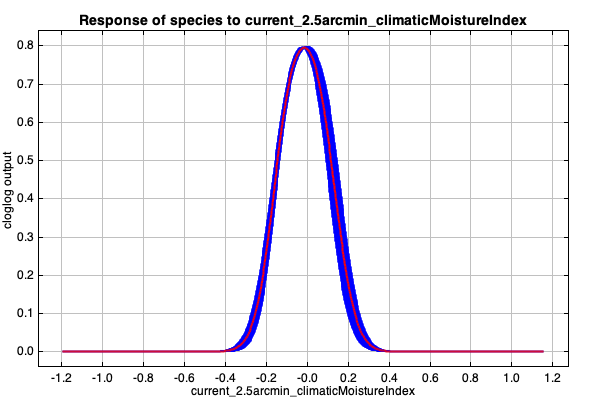 Response of species to current_2.5arcmin_climaticMoistureIndex
0.8
0.7
0.6
0.5
0.4
0.3
0.2
0.1
0.0
cloglog output
-1.2 -1.0 -0.8 -0.6 -0.4 -0.2 -0.0 0.2 0.4 0.6 0.8 1.0 1.2
current_2.5arcmin_climaticMoistureIndex